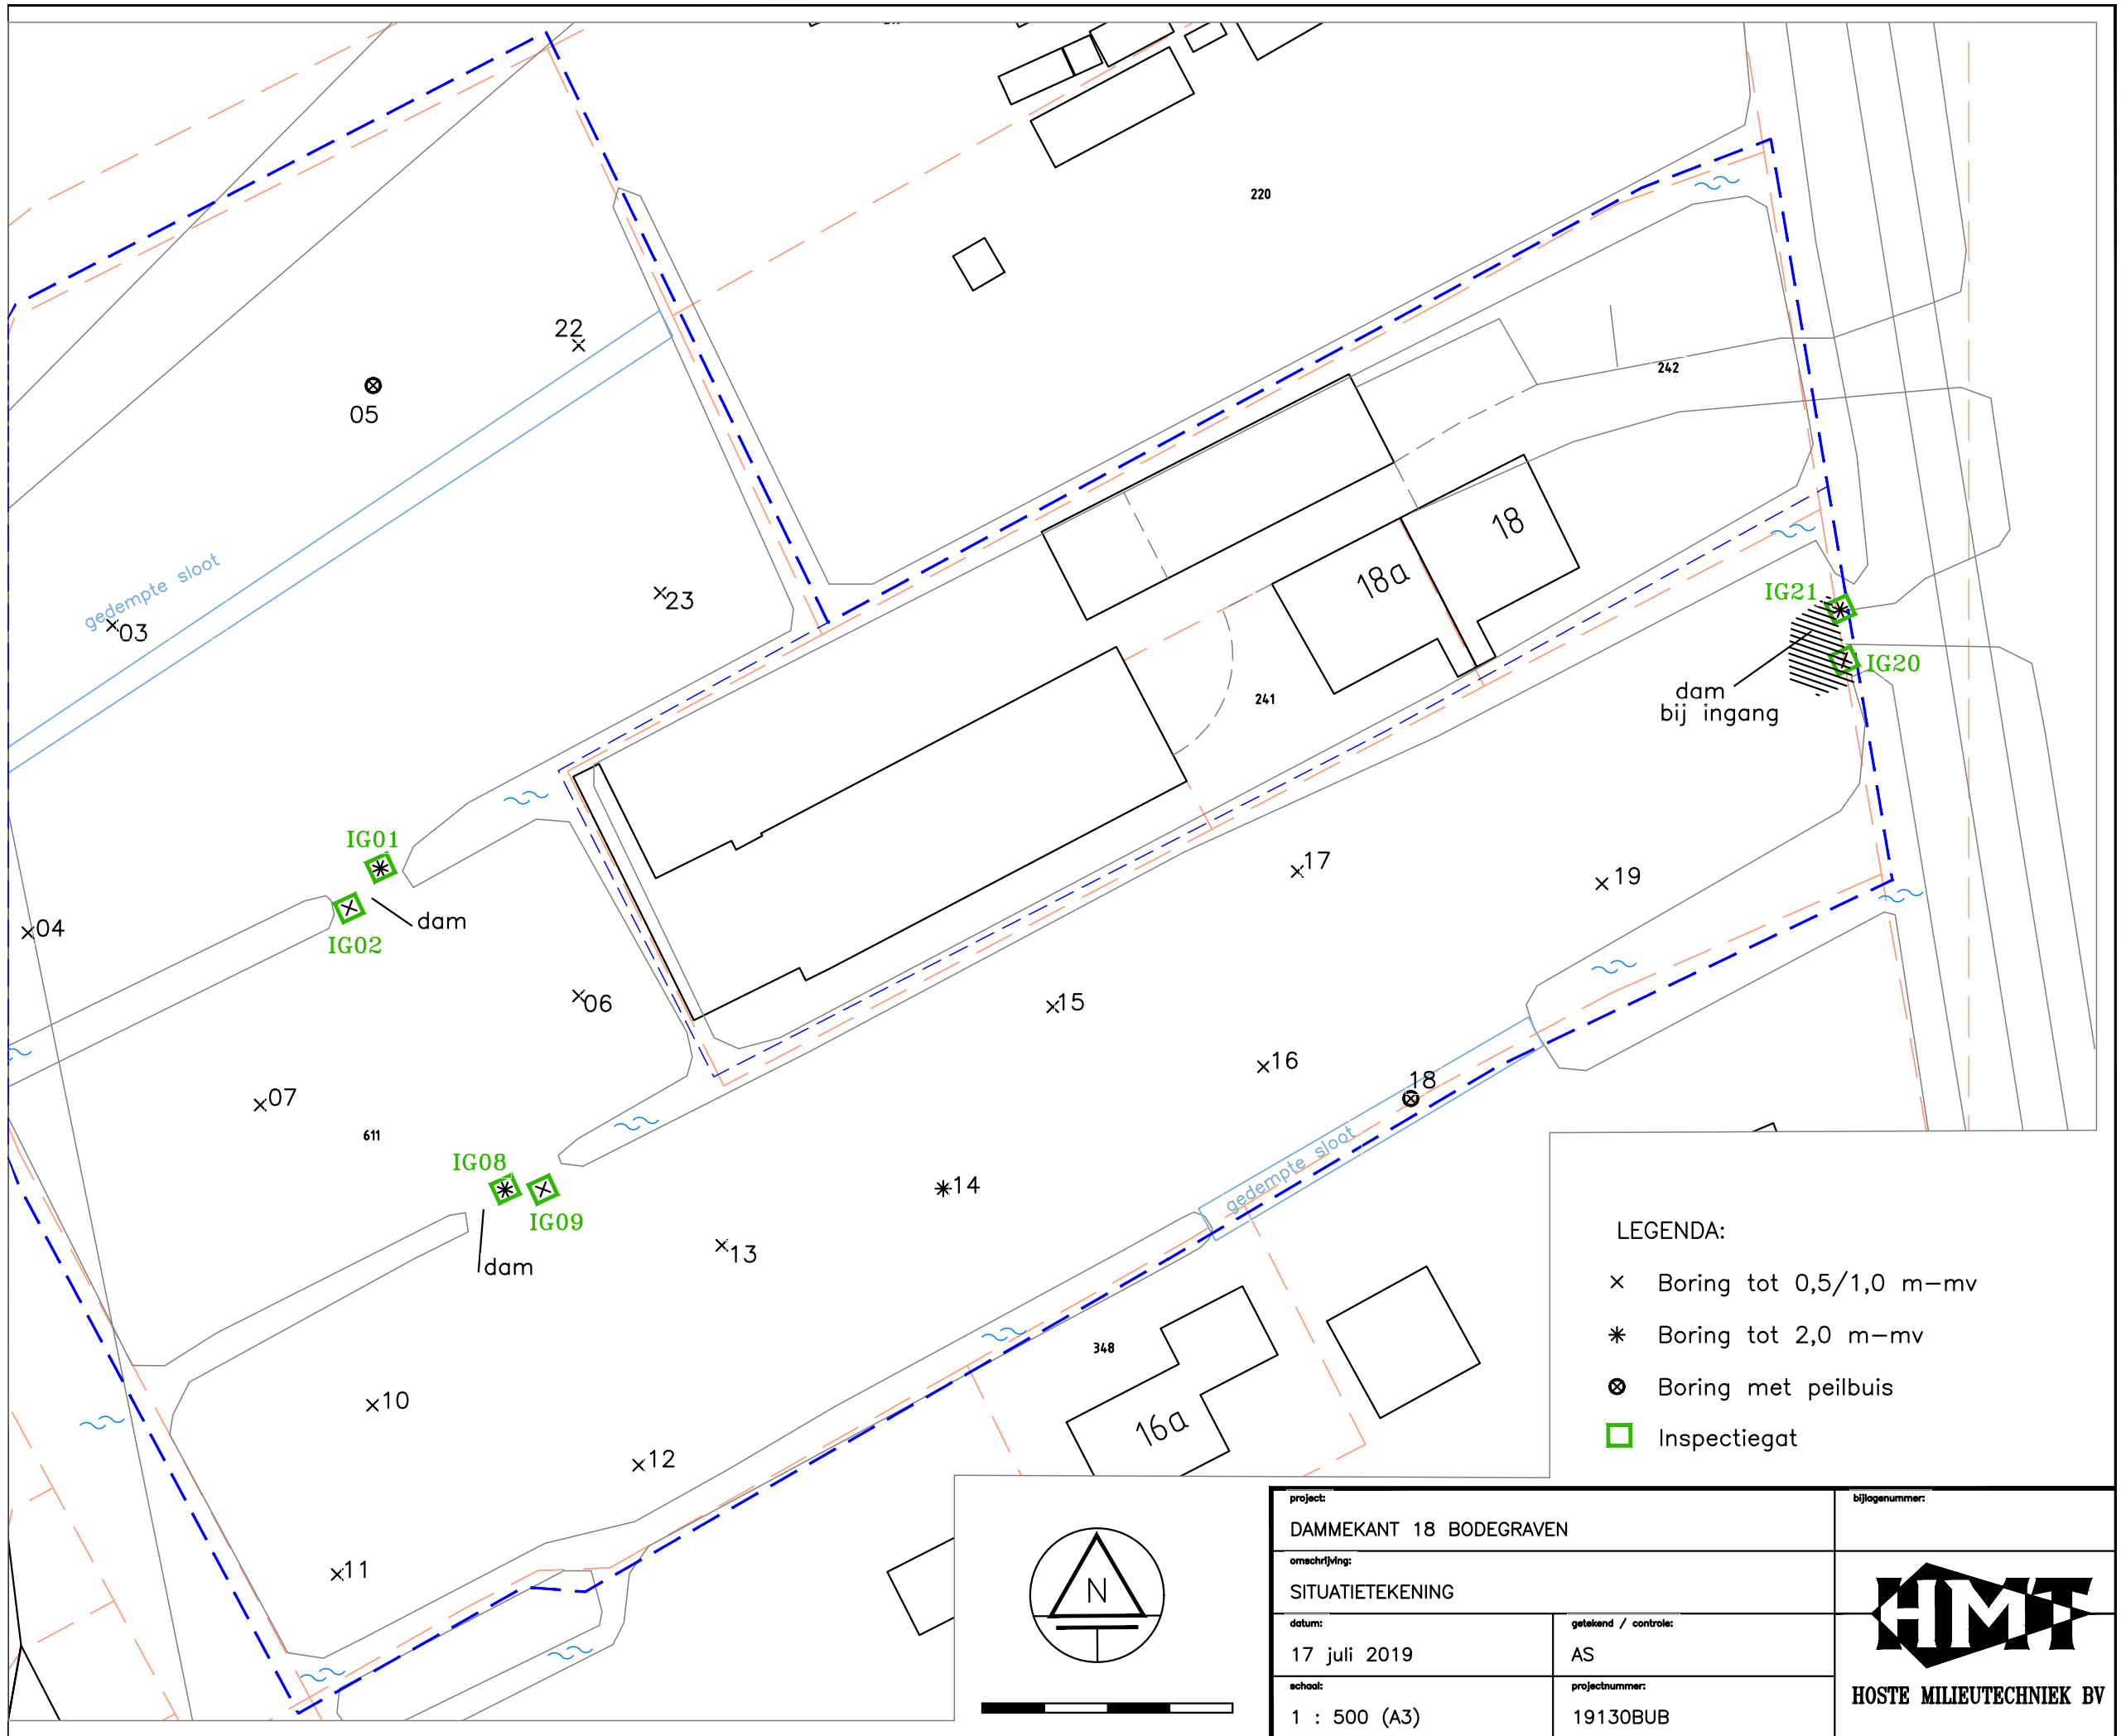 220
22
05
242
18
gedempte sloot
18a
23
IG21
03
IG20
dam
bij ingang
241
IG01
17
19
dam
04
IG02
06
15
16
07
18
611
gedempte sloot
IG08
14
IG09
13
dam
348
10
16a
12
11
LEGENDA:
Boring tot 0,5/1,0 m-mv
Boring tot 2,0 m-mv
Boring met peilbuis
Inspectiegat
N
project:
DAMMEKANT 18 BODEGRAVEN
bijlagenummer:
omschrijving:
SITUATIETEKENING
datum:
17 juli 2019
getekend / controle:
AS
schaal:
1 : 500 (A3)
projectnummer:
19130BUB
HMT
HOSTE MILIEUTECHNIEK BV